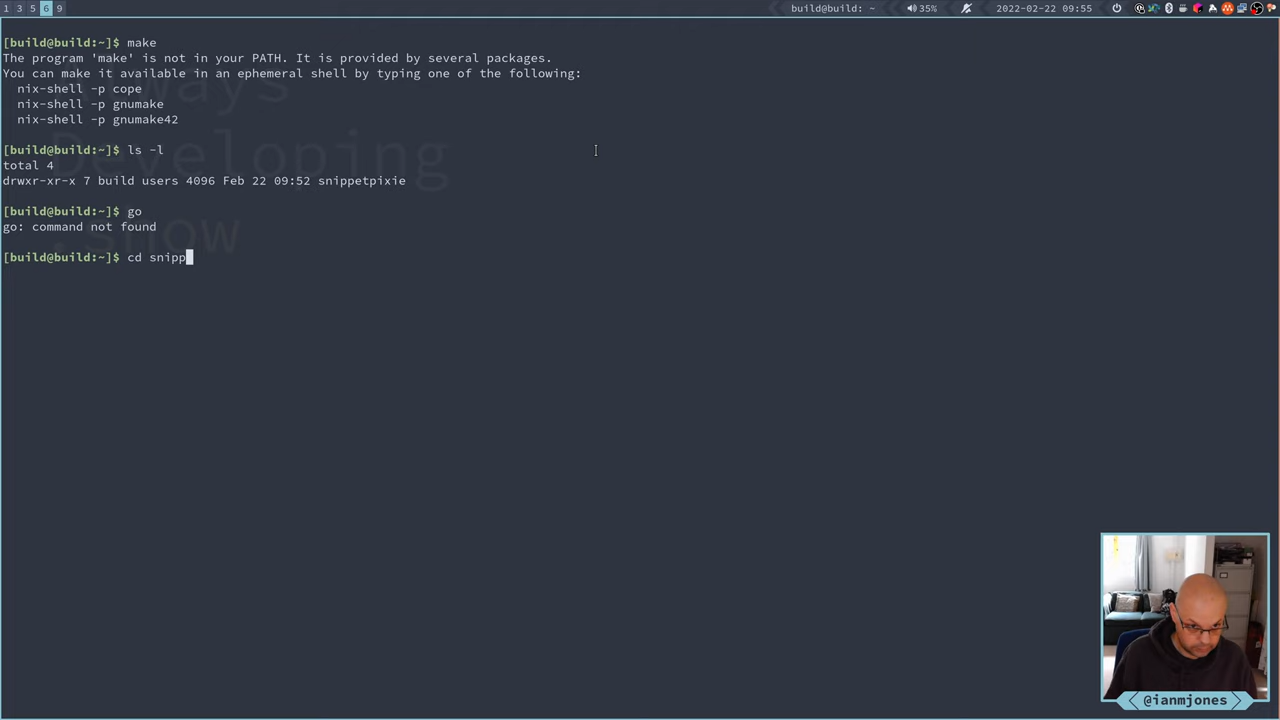 1 3 5 6 9
build@build: ~
35%
2022-02-22 09:55
[build@build:~]$ make
The program 'make' is not in your PATH. It is provided by several packages.
You can make it available in an ephemeral shell by typing one of the following:
nix-shell -p cope
nix-shell -p gnumake
nix-shell -p gnumake42
[build@build:~]$ ls -l
total 4
drwxr-xr-x 7 build users 4096 Feb 22 09:52 snippetpixie
[build@build:~]$ go
go: command not found
[build@build:~]$ cd snipp
Always
Developing
.show
@ianmjones